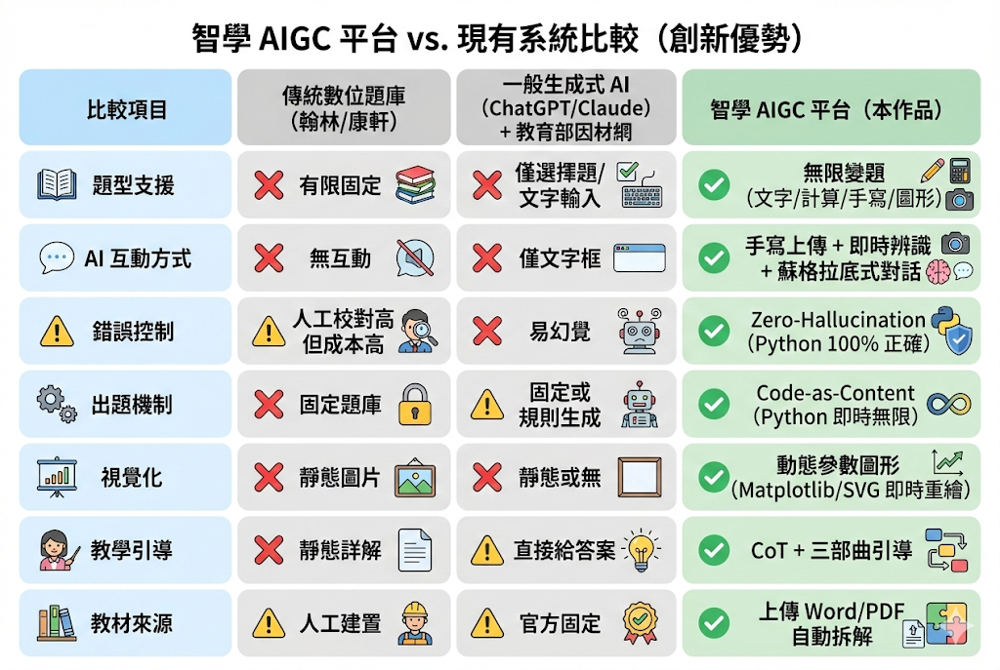 智學 AIGC 平台 vs. 現有系統比較（創新優勢）
比較項目
傳統數位題庫
（翰林/康軒）
一般生成式 AI
（ChatGPT/Claude）
+ 教育部因材網
智學 AIGC 平台（本作品）
題型支援
有限固定
僅選擇題/
文字輸入
無限變題
（文字/計算/手寫/圖形）
AI 互動方式
無互動
僅文字框
手寫上傳 + 即時辨識
+ 蘇格拉底式對話
錯誤控制
人工校對高
但成本高
易幻覺
Zero-Hallucination
（Python 100% 正確）
出題機制
固定題庫
固定或
規則生成
Code-as-Content
（Python 即時無限）
視覺化
靜態圖片
靜態或無
動態參數圖形
（Matplotlib/SVG 即時重繪）
教學引導
靜態詳解
直接給答案
CoT + 三部曲引導
教材來源
人工建置
官方固定
上傳 Word/PDF
自動拆解